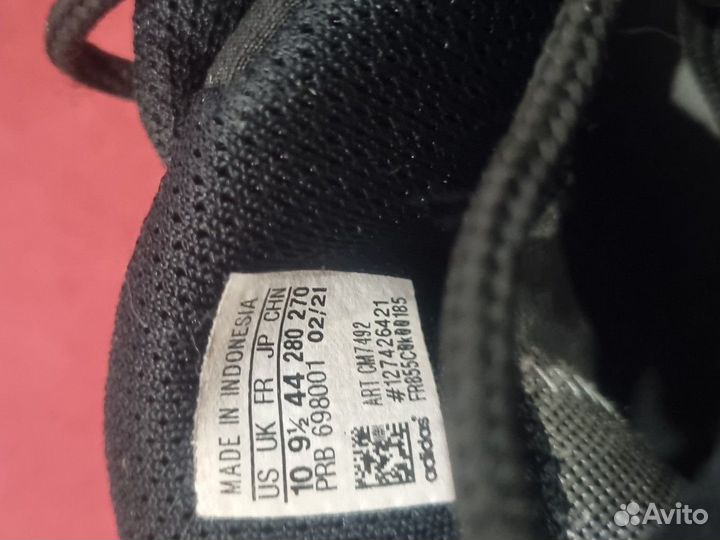 MADE IN INDONESIA
US UK FR JP CHN
10 9½ 44 280 270
PRB 698001 02/21
ART CM7492
#127426421
FR855C0k00185
adidas
Avito